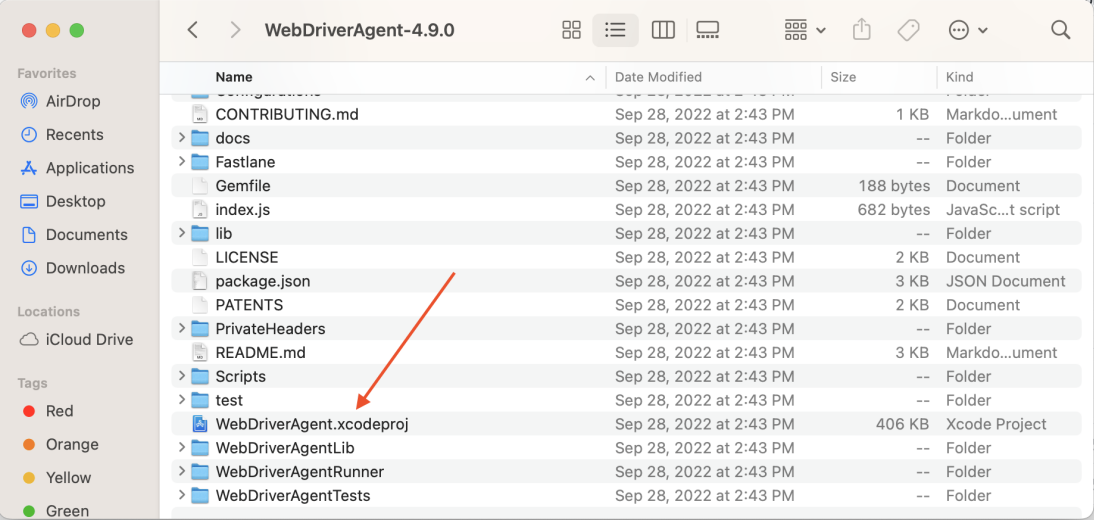 WebDriverAgent-4.9.0
Favorites
AirDrop
Recents
Applications
Desktop
Documents
Downloads
Locations
iCloud Drive
Tags
Red
Orange
Yellow
Green
Name Date Modified Size Kind
Configurations Sep 28, 2022 at 2:43 PM -- Folder
CONTRIBUTING.md Sep 28, 2022 at 2:43 PM 1 KB Markdo...ument
docs Sep 28, 2022 at 2:43 PM -- Folder
Fastlane Sep 28, 2022 at 2:43 PM -- Folder
Gemfile Sep 28, 2022 at 2:43 PM 188 bytes Document
index.js Sep 28, 2022 at 2:43 PM 682 bytes JavaSc...t script
lib Sep 28, 2022 at 2:43 PM -- Folder
LICENSE Sep 28, 2022 at 2:43 PM 2 KB Document
package.json Sep 28, 2022 at 2:43 PM 3 KB JSON Document
PATENTS Sep 28, 2022 at 2:43 PM 2 KB Document
PrivateHeaders Sep 28, 2022 at 2:43 PM -- Folder
README.md Sep 28, 2022 at 2:43 PM 3 KB Markdo...ument
Scripts Sep 28, 2022 at 2:43 PM -- Folder
test Sep 28, 2022 at 2:43 PM -- Folder
WebDriverAgent.xcodeproj Sep 28, 2022 at 2:43 PM 406 KB Xcode Project
WebDriverAgentLib Sep 28, 2022 at 2:43 PM -- Folder
WebDriverAgentRunner Sep 28, 2022 at 2:43 PM -- Folder
WebDriverAgentTests Sep 28, 2022 at 2:43 PM -- Folder